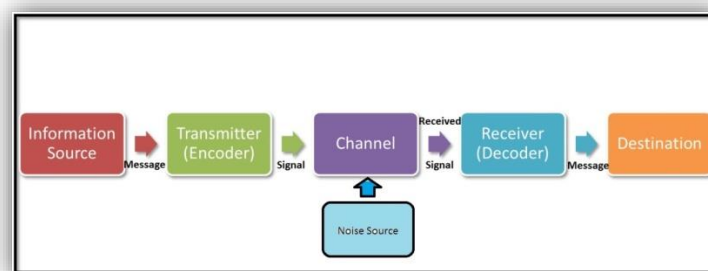 Information
Source
Message
Transmitter
(Encoder)
Signal
Channel
Received
Signal
Receiver
(Decoder)
Message
Destination
Noise Source